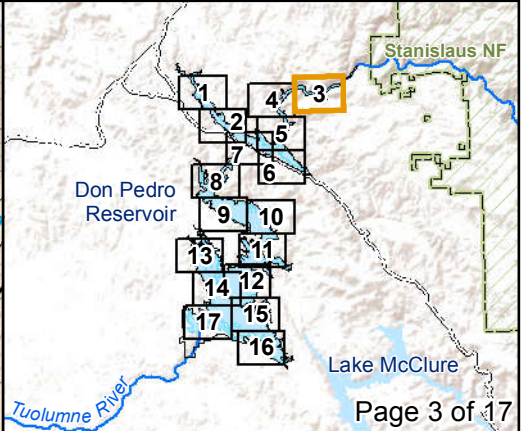 Stanislaus NF
1
4
3
2
5
7
6
8
Don Pedro
Reservoir
9
10
13
11
12
14
17
15
16
Lake McClure
Tuolumne River
Page 3 of 17